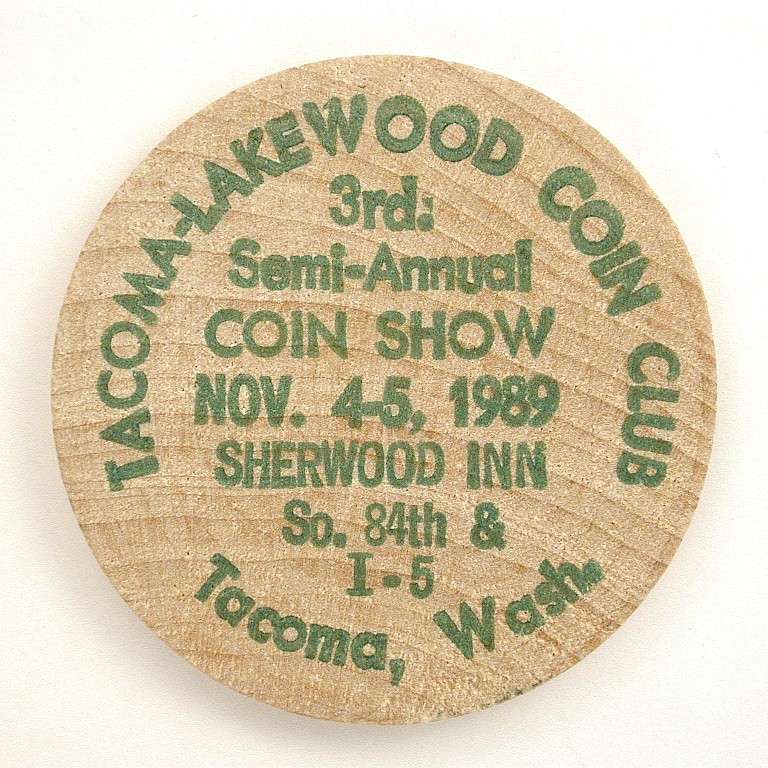 TACOMA-LAKEWOOD COIN CLUB
3rd:
Semi-Annual
COIN SHOW
NOV. 4-5, 1989
SHERWOOD INN
So. 84th &
I-5
Tacoma, Wash.